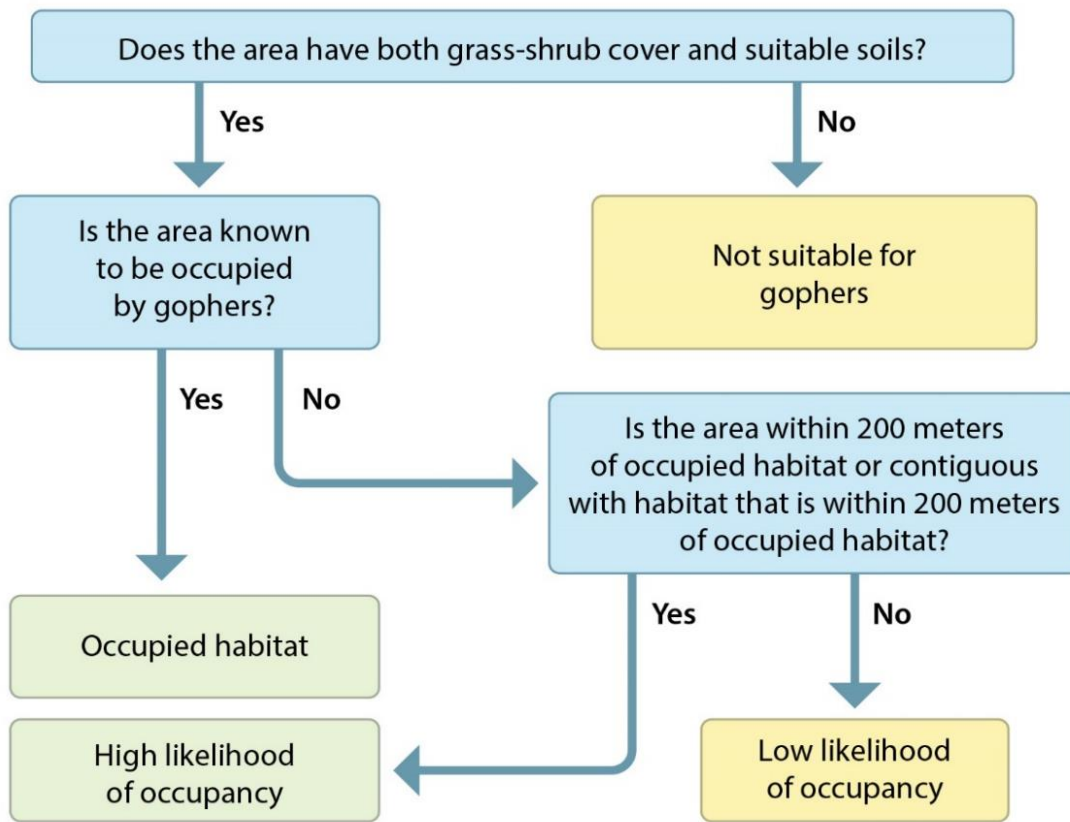 Does the area have both grass-shrub cover and suitable soils?
Yes
No
Is the area known
to be occupied
by gophers?
Not suitable for
gophers
Yes
No
Is the area within 200 meters
of occupied habitat or contiguous
with habitat that is within 200 meters
of occupied habitat?
Yes
No
Occupied habitat
High likelihood
of occupancy
Low likelihood
of occupancy